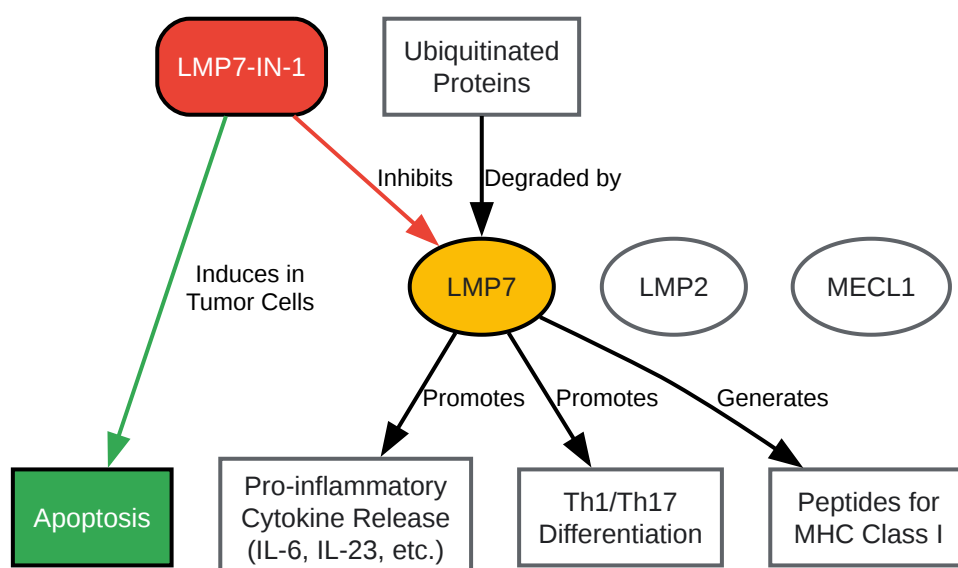 LMP7-IN-1
Ubiquitinated
Proteins
Inhibits
Degraded by
Induces in
Tumor Cells
LMP7
LMP2
MECL1
Promotes
Promotes
Generates
Apoptosis
Pro-inflammatory
Cytokine Release
(IL-6, IL-23, etc.)
Th1/Th17
Differentiation
Peptides for
MHC Class I